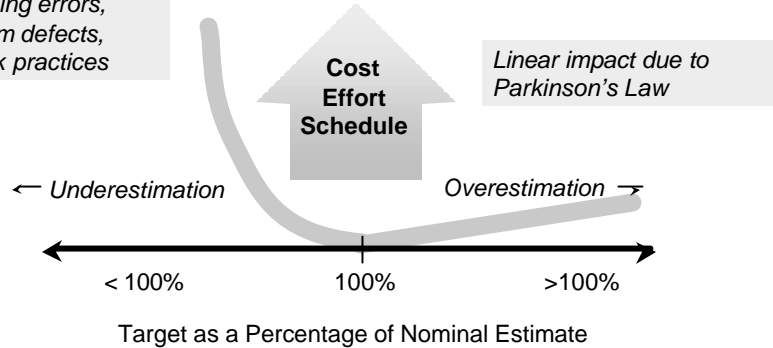 errors,
defects,
practices
Cost
Effort
Schedule
Linear impact due to
Parkinson's Law
Underestimation
Overestimation
< 100%
100%
>100%
Target as a Percentage of Nominal Estimate